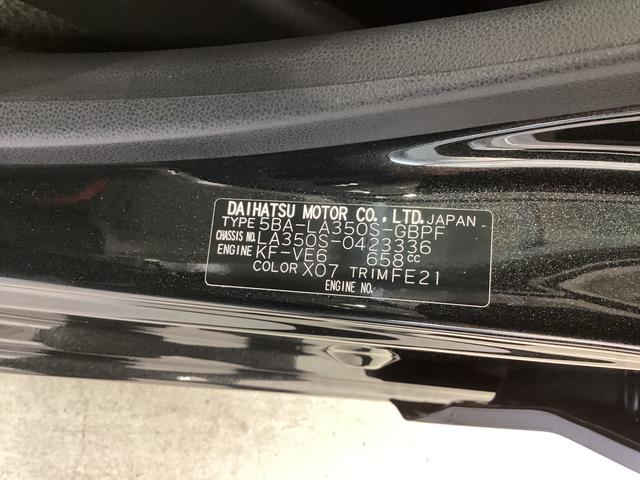 DAIHATSU MOTOR CO., LTD. JAPAN
TYPE 5BA-LA350S-GBPF
CHASSIS NO. LA350S-0423336
ENGINE KF-VE6 658cc
COLOR X07 TRIM FE21
ENGINE NO.